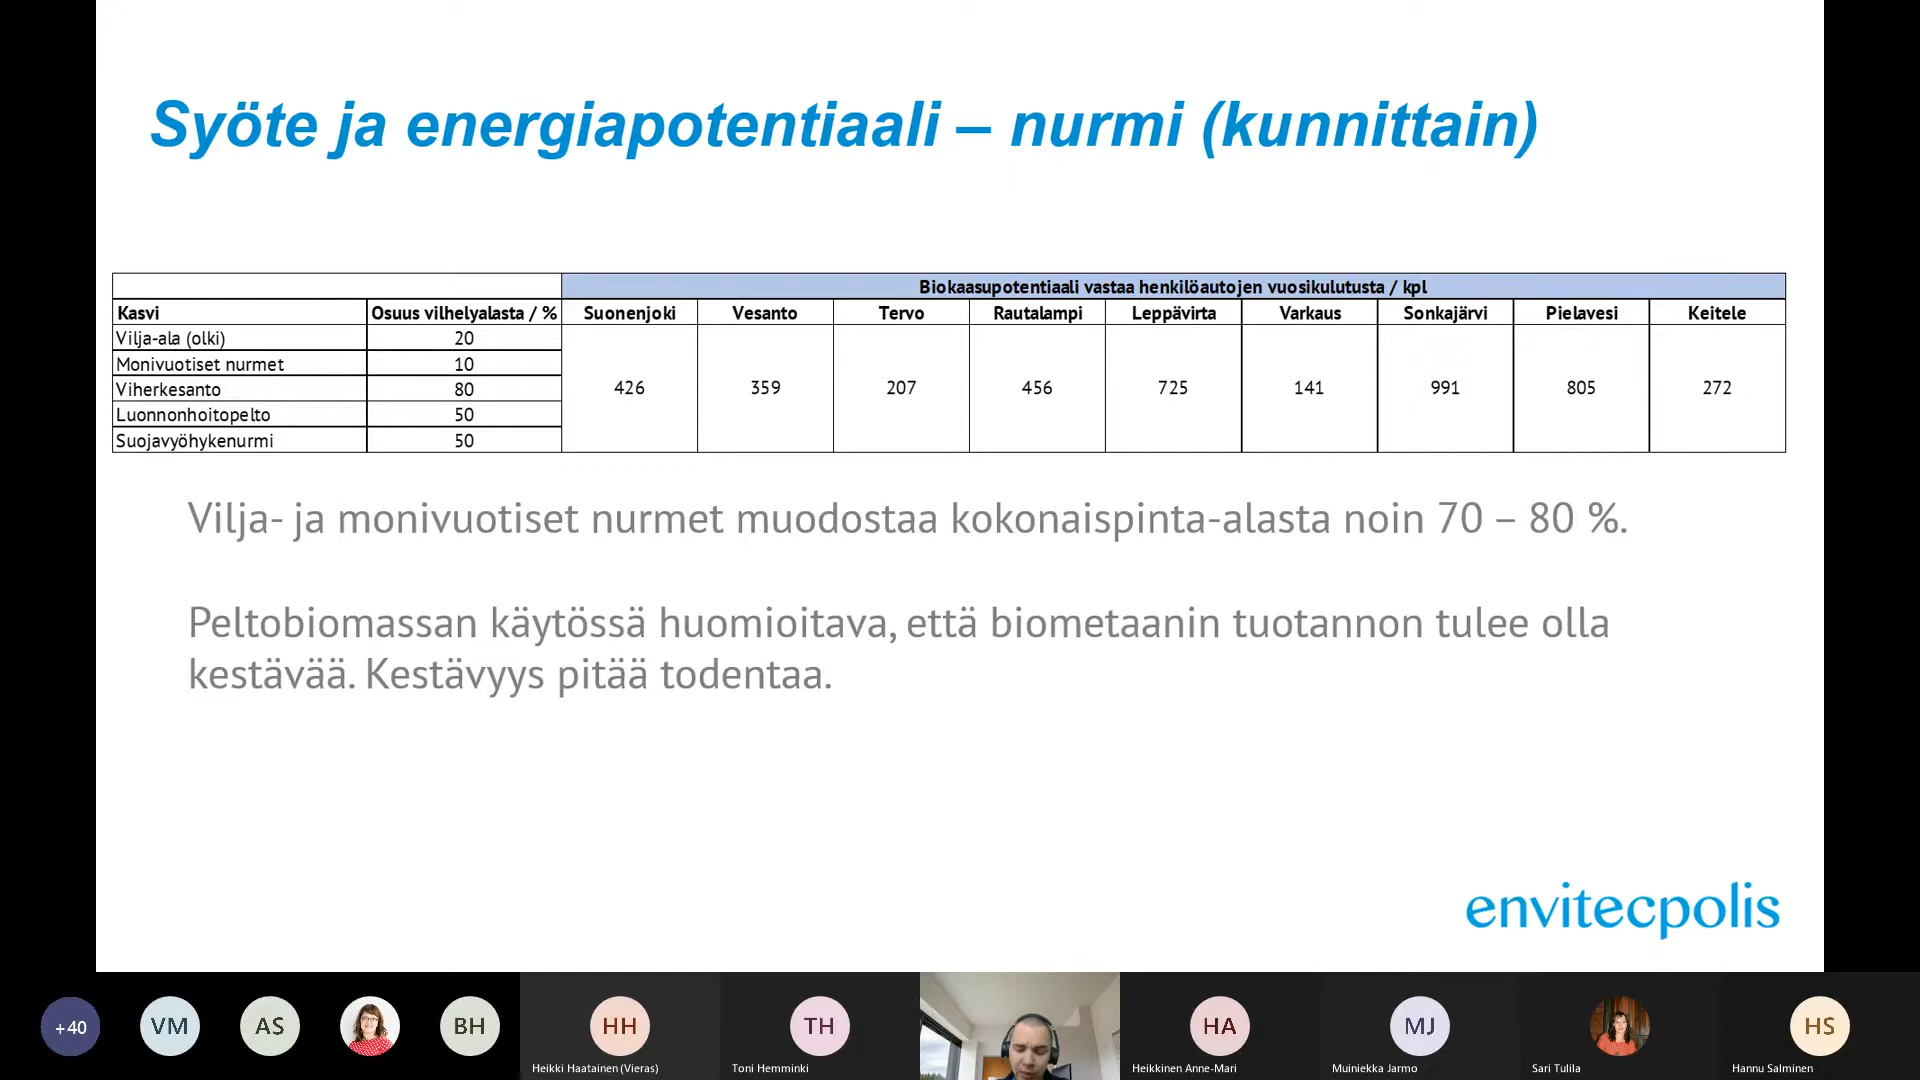 Syöte ja energiapotentiaali – nurmi (kunnittain)
Biokaasupotentiaali vastaa henkilöautojen vuosikulutusta / kpl
Kasvi Osuus vilhelyalasta / % Suonenjoki Vesanto Tervo Rautalampi Leppävirta Varkaus Sonkajärvi Pielavesi Keitele
Vilja-ala (olki) 20
Monivuotiset nurmet 10
Viherkesanto 80 426 359 207 456 725 141 991 805 272
Luonnonhoitopelto 50
Suojavyöhykenurmi 50
Vilja- ja monivuotiset nurmet muodostaa kokonaispinta-alasta noin 70 – 80 %.
Peltobiomassan käytössä huomioitava, että biometaanin tuotannon tulee olla
kestävää. Kestävyys pitää todentaa.
envitecpolis
+40 VM AS BH HH TH HA MJ HS
Heikki Haatainen (Vieras) Toni Hemminki Heikkinen Anne-Mari Muiniekka Jarmo Sari Tulila Hannu Salminen